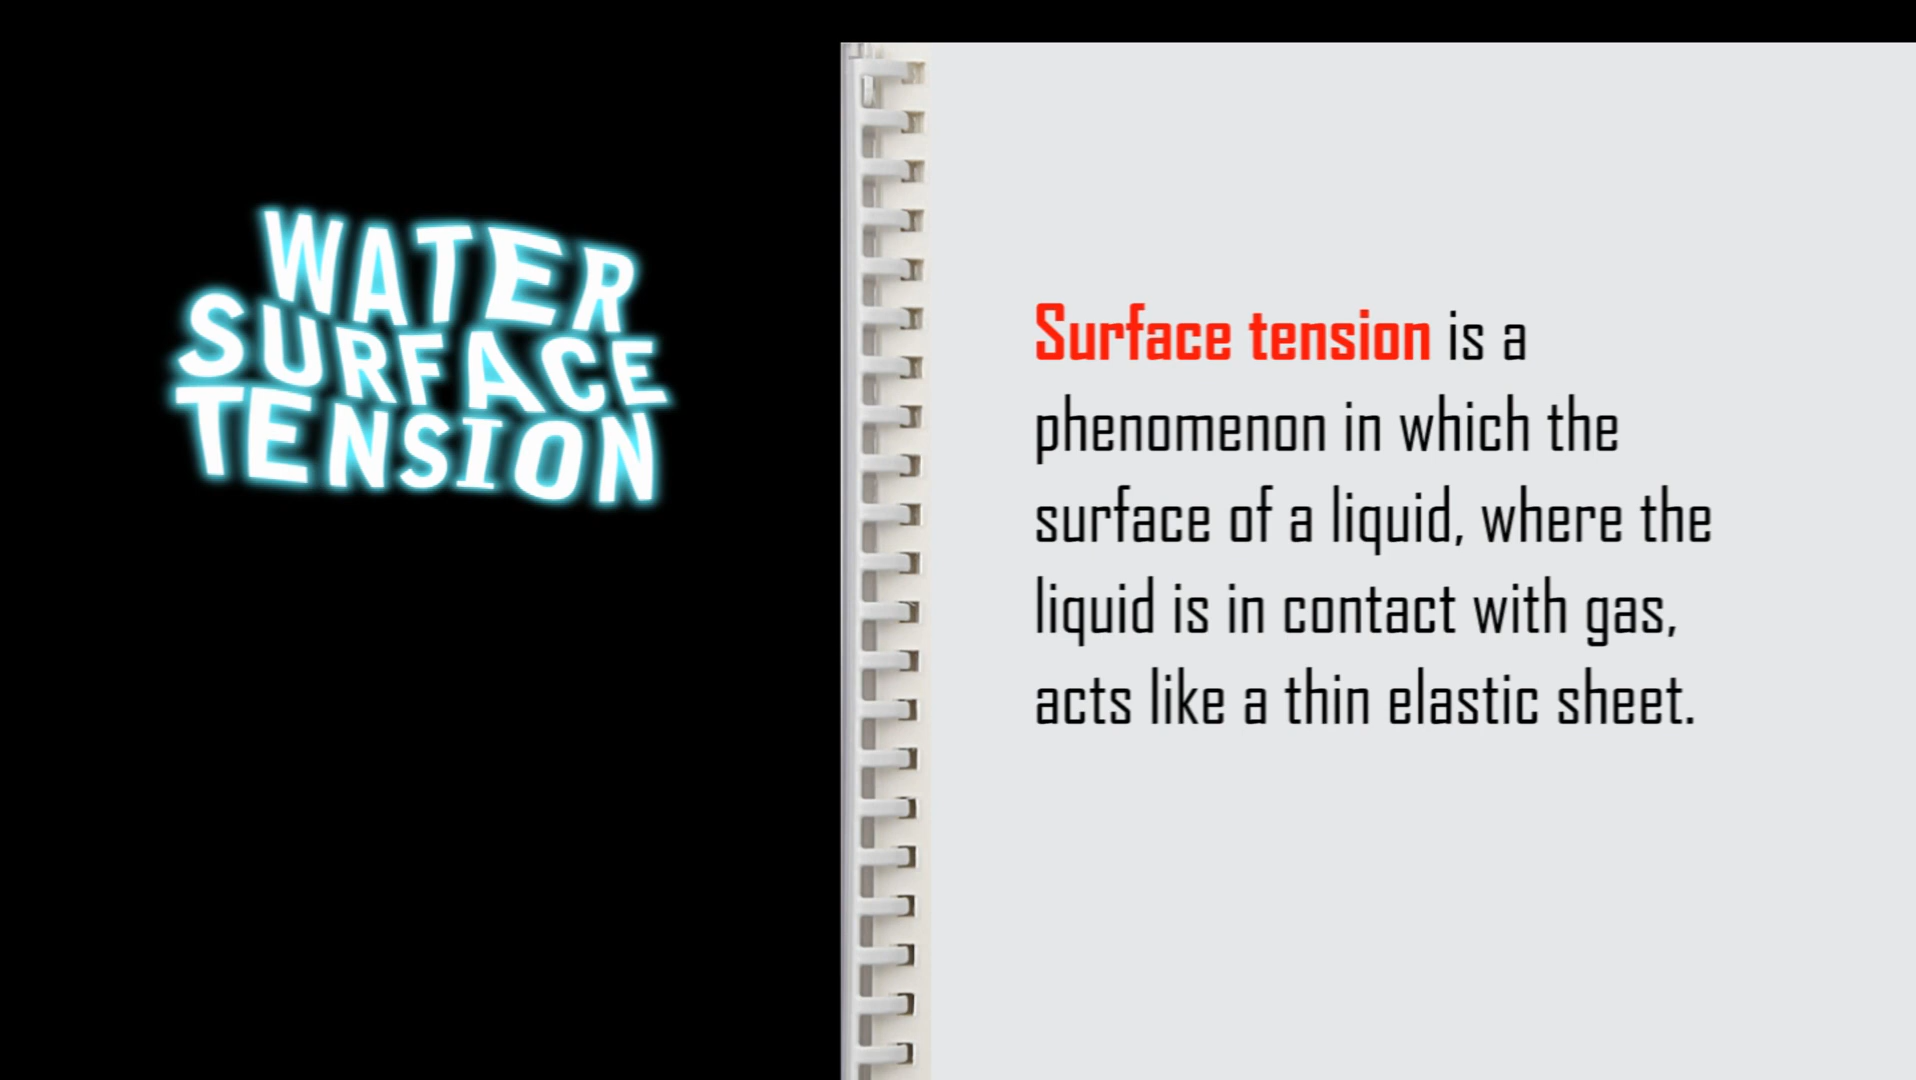 WATER
SURFACE
TENSION
Surface tension is a
phenomenon in which the
surface of a liquid, where the
liquid is in contact with gas,
acts like a thin elastic sheet.